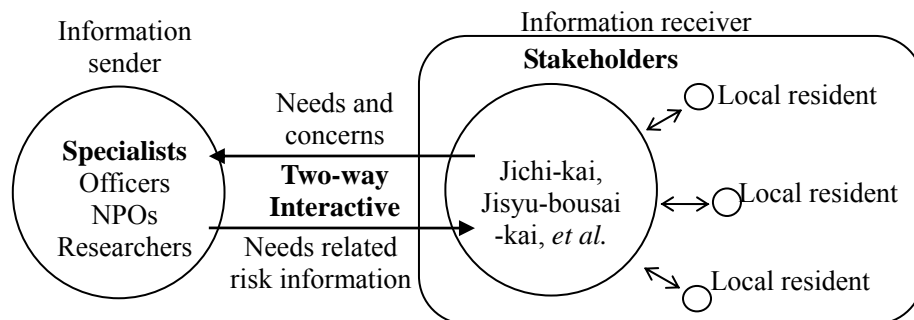 Information receiver
Information
sender
Stakeholders
Needs and
concerns
Local resident
Specialists
Officers
NPOs
Researchers
Two-way
Interactive
Jichi-kai,
Jisyu-bousai
-kai, et al.
Local resident
Needs related
risk information
Local resident